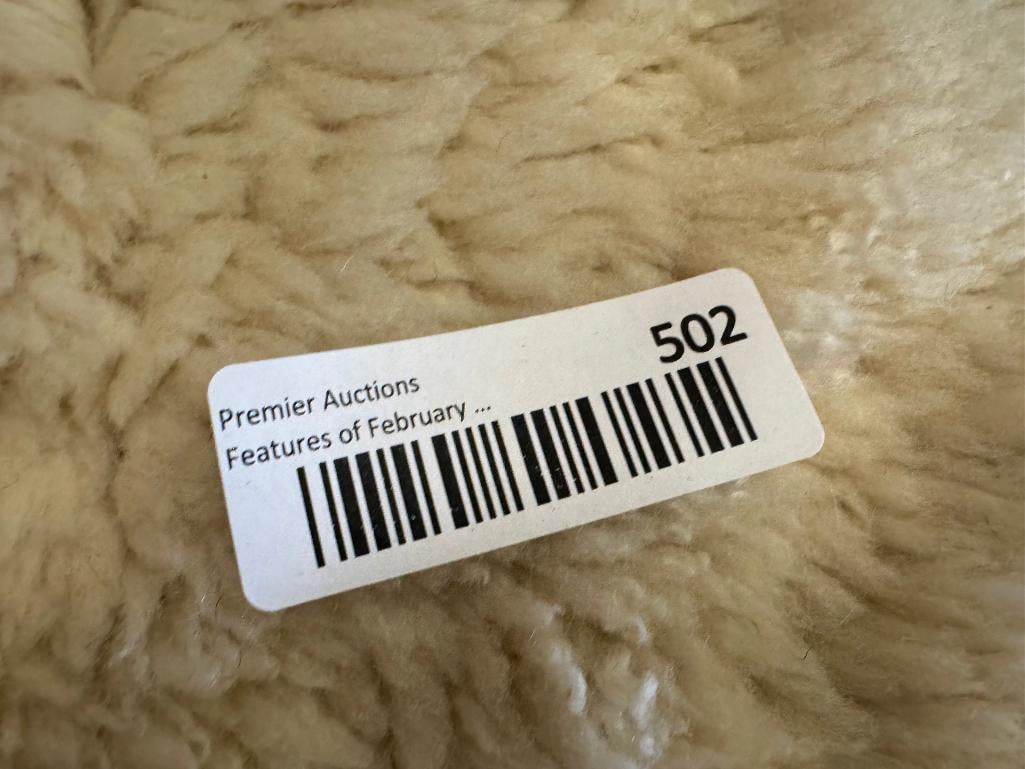 502
Premier Auctions
Features of February ...